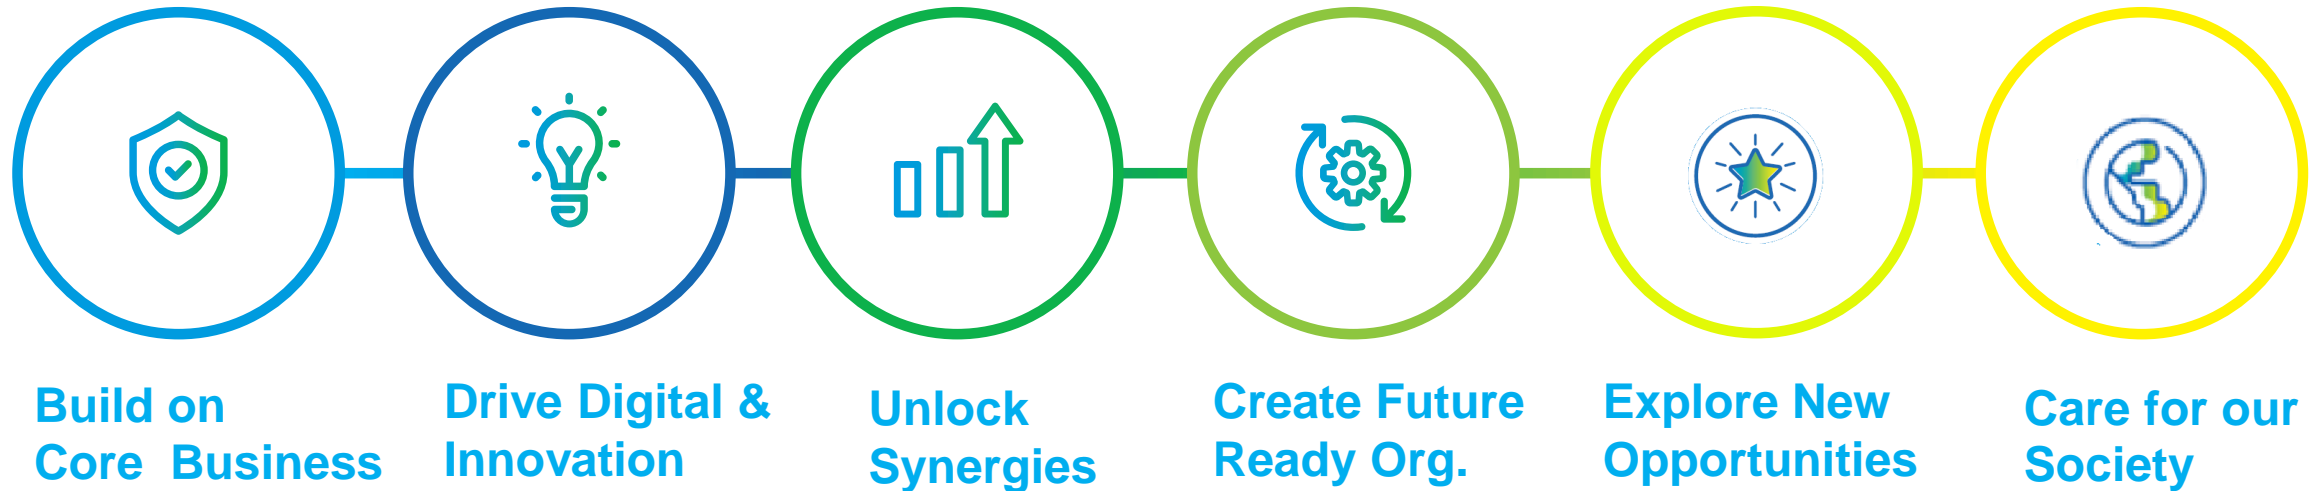 Build on
Core  Business
Drive Digital &
Innovation
Unlock
Synergies
Create Future
Ready Org.
Explore New
Opportunities
Care for our
Society